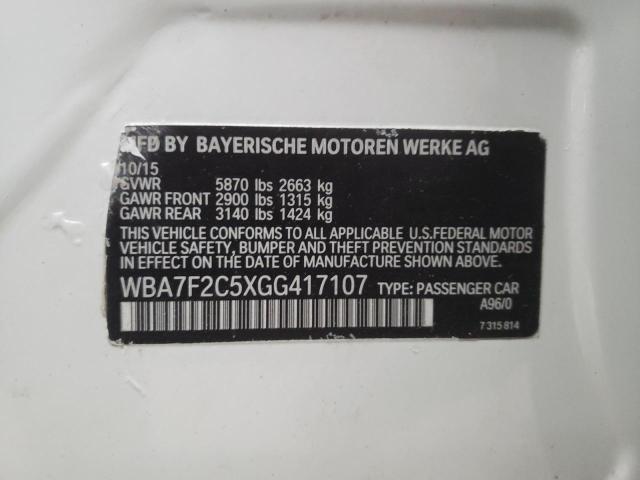 MFD BY BAYERISCHE MOTOREN WERKE AG
10/15
GVWR 5870 lbs 2663 kg
GAWR FRONT 2900 lbs 1315 kg
GAWR REAR 3140 lbs 1424 kg
THIS VEHICLE CONFORMS TO ALL APPLICABLE U.S.FEDERAL MOTOR
VEHICLE SAFETY, BUMPER AND THEFT PREVENTION STANDARDS
IN EFFECT ON THE DATE OF MANUFACTURE SHOWN ABOVE.
WBA7F2C5XGG417107 TYPE: PASSENGER CAR
A96/0
7 315 814